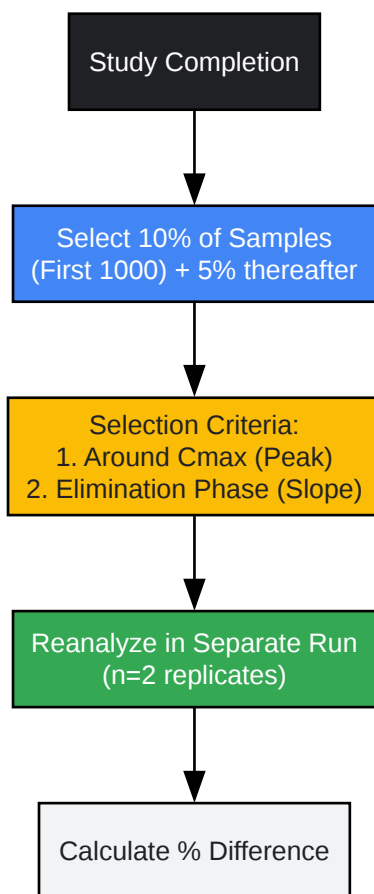 Study Completion
Select 10% of Samples
(First 1000) + 5% thereafter
Selection Criteria:
1. Around Cmax (Peak)
2. Elimination Phase (Slope)
Reanalyze in Separate Run
(n=2 replicates)
Calculate % Difference